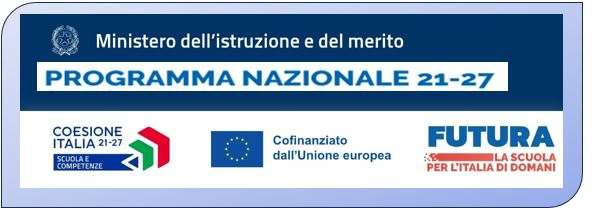 Ministero dell'istruzione e del merito
PROGRAMMA NAZIONALE 21-27
COESIONE
ITALIA 21-27
SCUOLA E
COMPETENZE
Cofinanziato
dall'Unione europea
FUTURA
LA SCUOLA
PER L'ITALIA DI DOMANI